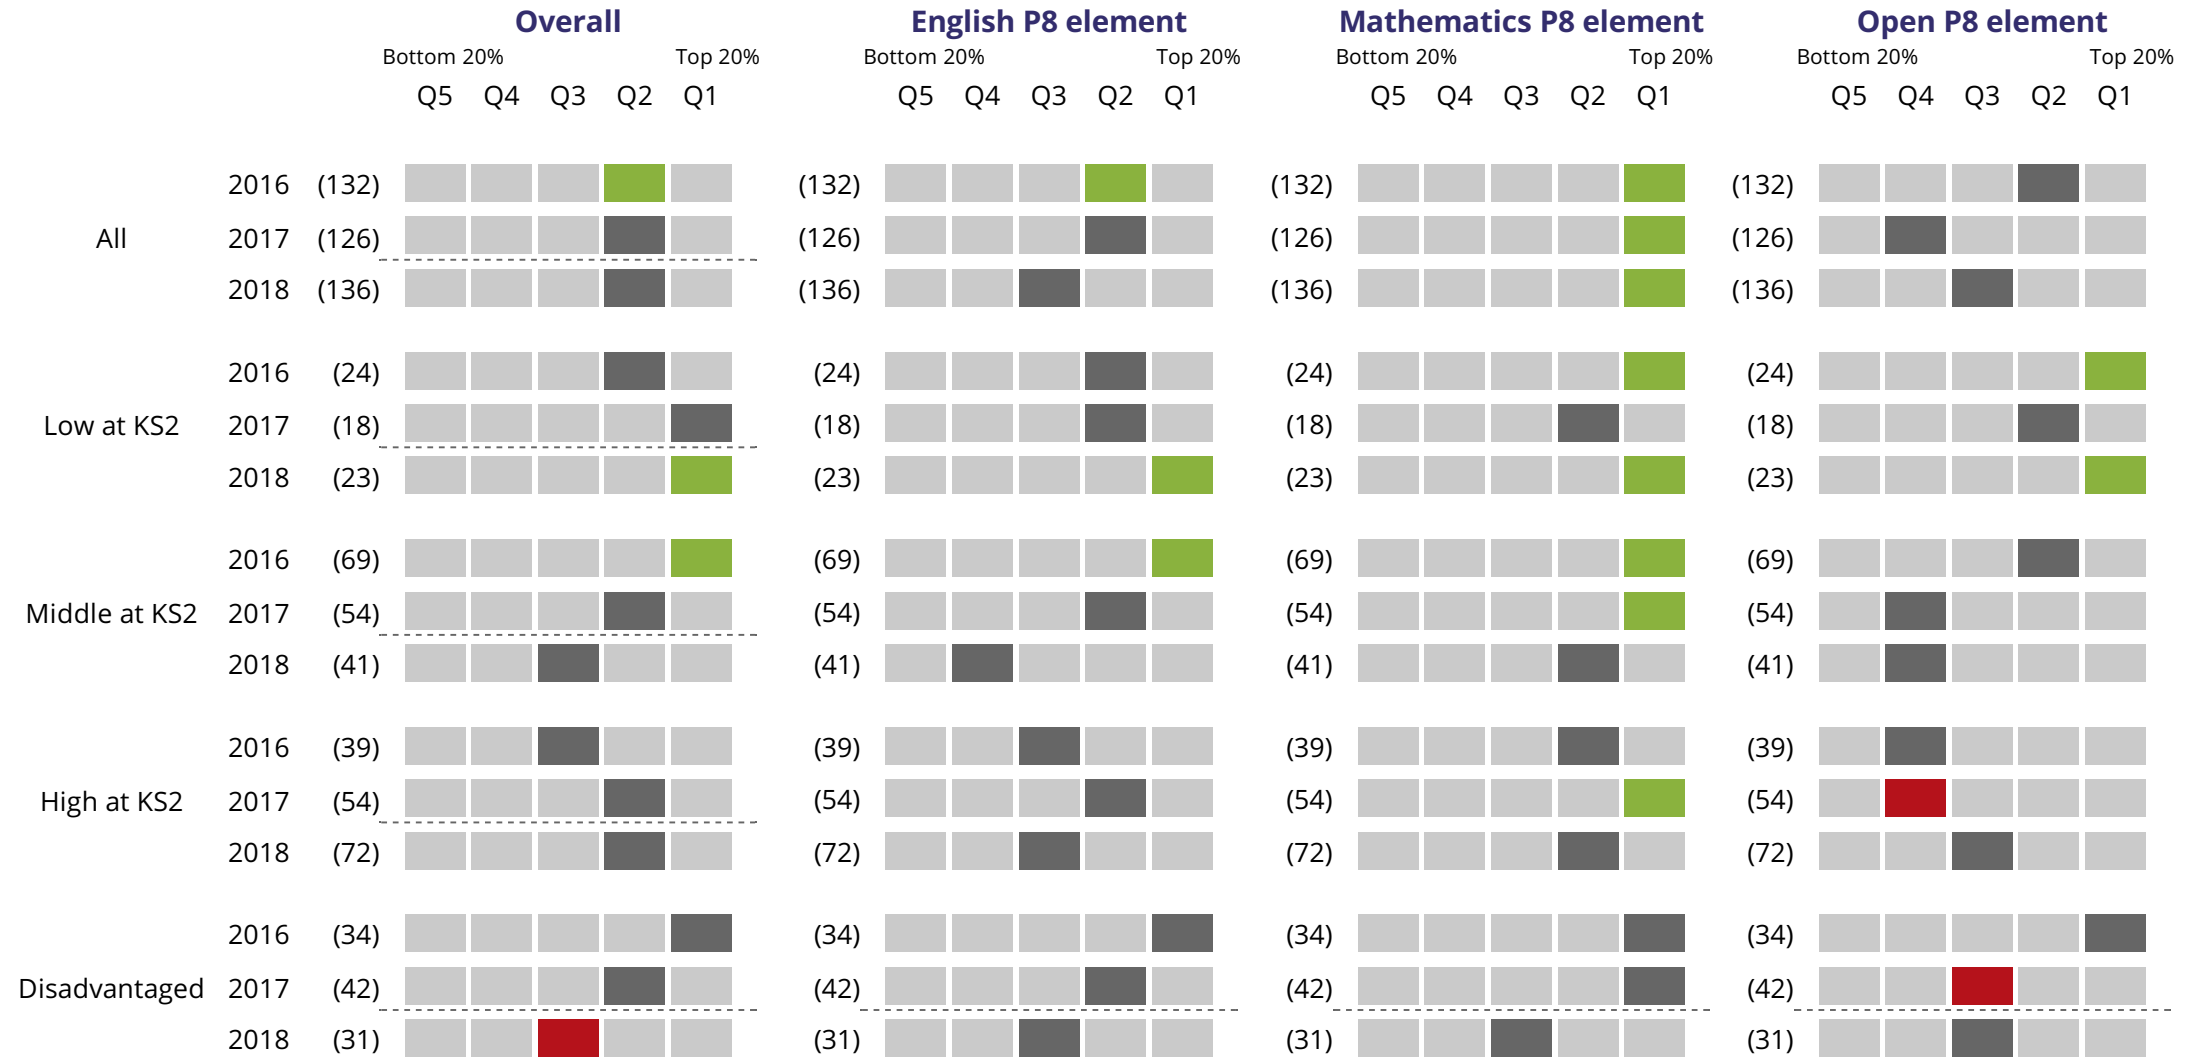 Overall English P8 element Mathematics P8 element Open P8 element
Bottom 20% Top 20% Bottom 20% Top 20% Bottom 20% Top 20% Bottom 20% Top 20%
Q5 Q4 Q3 Q2 Q1 Q5 Q4 Q3 Q2 Q1 Q5 Q4 Q3 Q2 Q1 Q5 Q4 Q3 Q2 Q1
2016 (132) (132) (132) (132)
All 2017 (126) (126) (126) (126)
2018 (136) (136) (136) (136)
2016 (24) (24) (24) (24)
Low at KS2 2017 (18) (18) (18) (18)
2018 (23) (23) (23) (23)
2016 (69) (69) (69) (69)
Middle at KS2 2017 (54) (54) (54) (54)
2018 (41) (41) (41) (41)
2016 (39) (39) (39) (39)
High at KS2 2017 (54) (54) (54) (54)
2018 (72) (72) (72) (72)
2016 (34) (34) (34) (34)
Disadvantaged 2017 (42) (42) (42) (42)
2018 (31) (31) (31) (31)